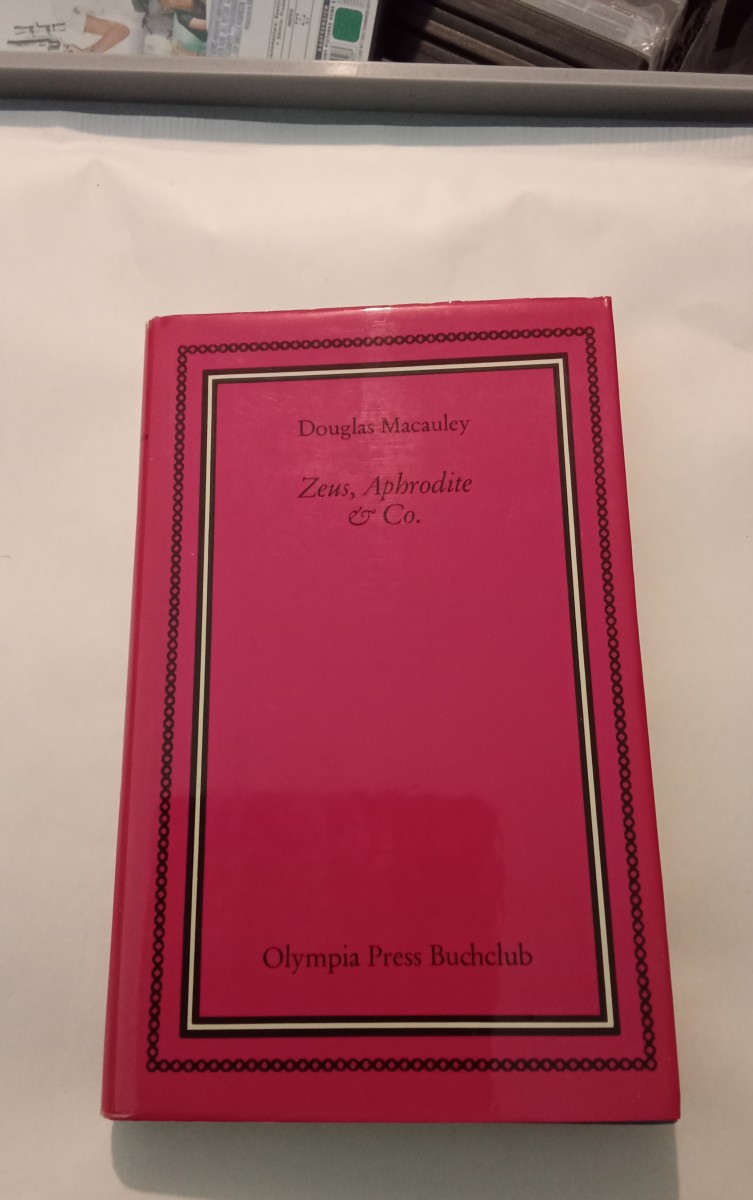 Douglas Macauley
Zeus, Aphrodite
& Co.
Olympia Press Buchclub